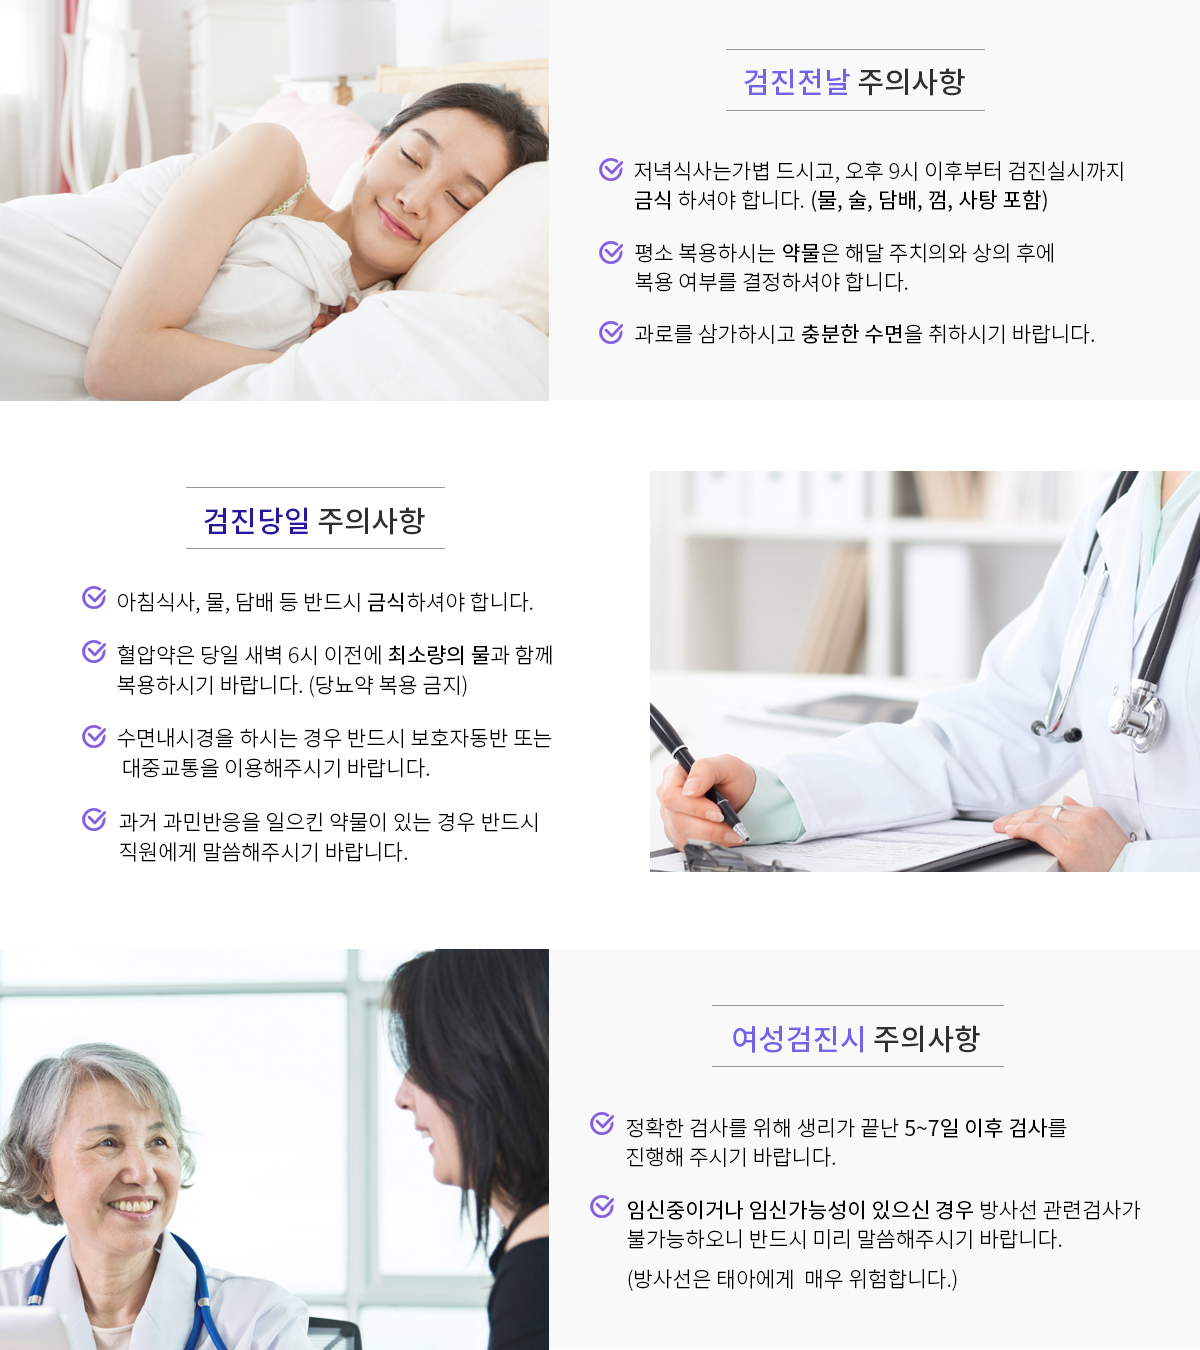 검진전날 주의사항
저녁식사는가볍 드시고, 오후 9시 이후부터 검진실시까지
금식 하셔야 합니다. (물, 술, 담배, 껌, 사탕 포함)
평소 복용하시는 약물은 해달 주치의와 상의 후에
복용 여부를 결정하셔야 합니다.
과로를 삼가하시고 충분한 수면을 취하시기 바랍니다.
검진당일 주의사항
아침식사, 물, 담배 등 반드시 금식하셔야 합니다.
혈압약은 당일 새벽 6시 이전에 최소량의 물과 함께
복용하시기 바랍니다. (당뇨약 복용 금지)
수면내시경을 하시는 경우 반드시 보호자동반 또는
대중교통을 이용해주시기 바랍니다.
과거 과민반응을 일으킨 약물이 있는 경우 반드시
직원에게 말씀해주시기 바랍니다.
여성검진시 주의사항
정확한 검사를 위해 생리가 끝난 5~7일 이후 검사를
진행해 주시기 바랍니다.
임신중이거나 임신가능성이 있으신 경우 방사선 관련검사가
불가능하오니 반드시 미리 말씀해주시기 바랍니다.
(방사선은 태아에게 매우 위험합니다.)